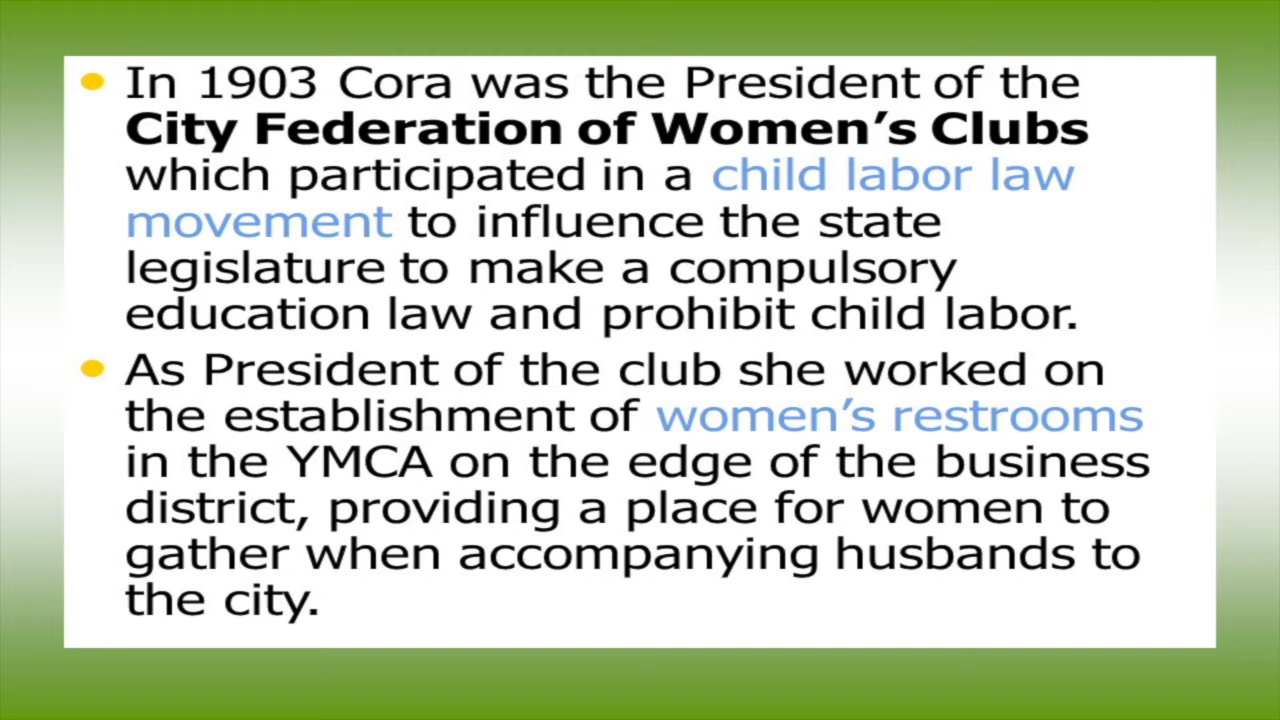 In 1903 Cora was the President of the
City Federation of Women’s Clubs
which participated in a child labor law
movement to influence the state
legislature to make a compulsory
education law and prohibit child labor.
As President of the club she worked on
the establishment of women’s restrooms
in the YMCA on the edge of the business
district, providing a place for women to
gather when accompanying husbands to
the city.